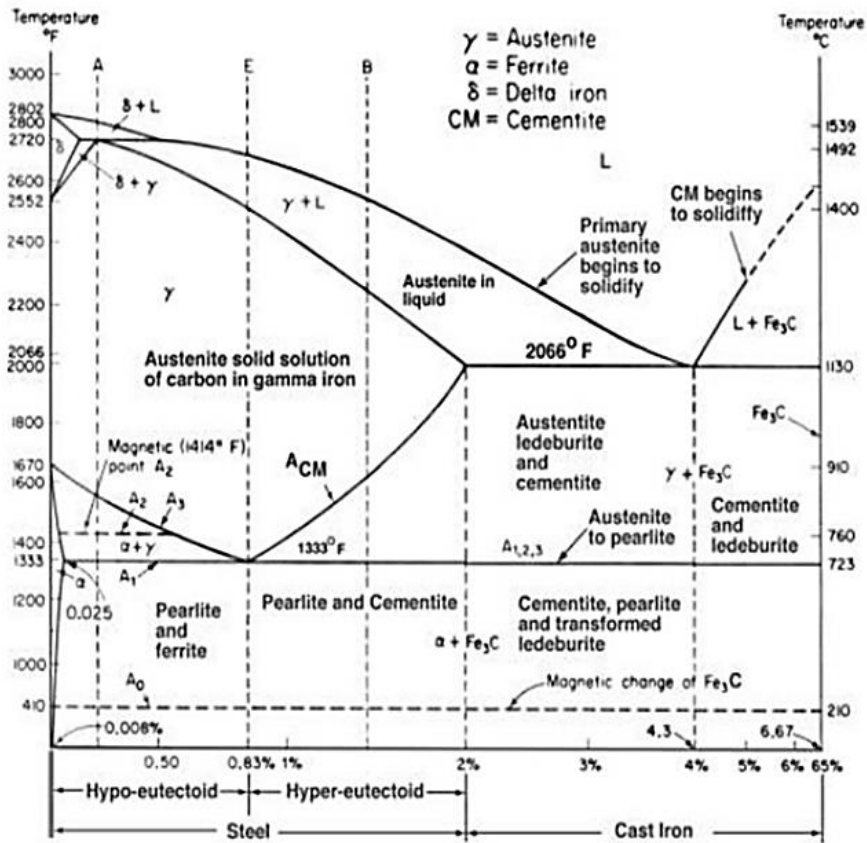 Temperature
°F
Temperature
°C
γ = Austenite
α = Ferrite
δ = Delta iron
CM = Cementite
A
E
B
3000
2802
2800
2720
2600
2552
2400
2200
2066
2000
1800
1670
1600
1400
1333
1200
1000
410
1539
1492
1400
1130
910
760
723
210
δ + L
δ
δ + γ
γ + L
L
CM begins
to solidiffy
Primary
austenite
begins to
solidify
Austenite in
liquid
γ
L + Fe₃C
2066° F
Austenite solid solution
of carbon in gamma iron
Austentite
ledeburite
and
cementite
Fe₃C
Magnetic (1414° F)
point A₂
A_CM
γ + Fe₃C
A₂
A₃
Cementite
and
ledeburite
Austenite
to pearlite
α + γ
1333° F
A₁,₂,₃
A₁
α
0.025
Pearlite
and
ferrite
Pearlite and Cementite
Cementite, pearlite
and transformed
ledeburite
α + Fe₃C
A₀
Magnetic change of Fe₃C
0.008%
4.3
6.67
0.50
0.83%
1%
2%
3%
4%
5%
6%
65%
Hypo-eutectoid
Hyper-eutectoid
Steel
Cast Iron